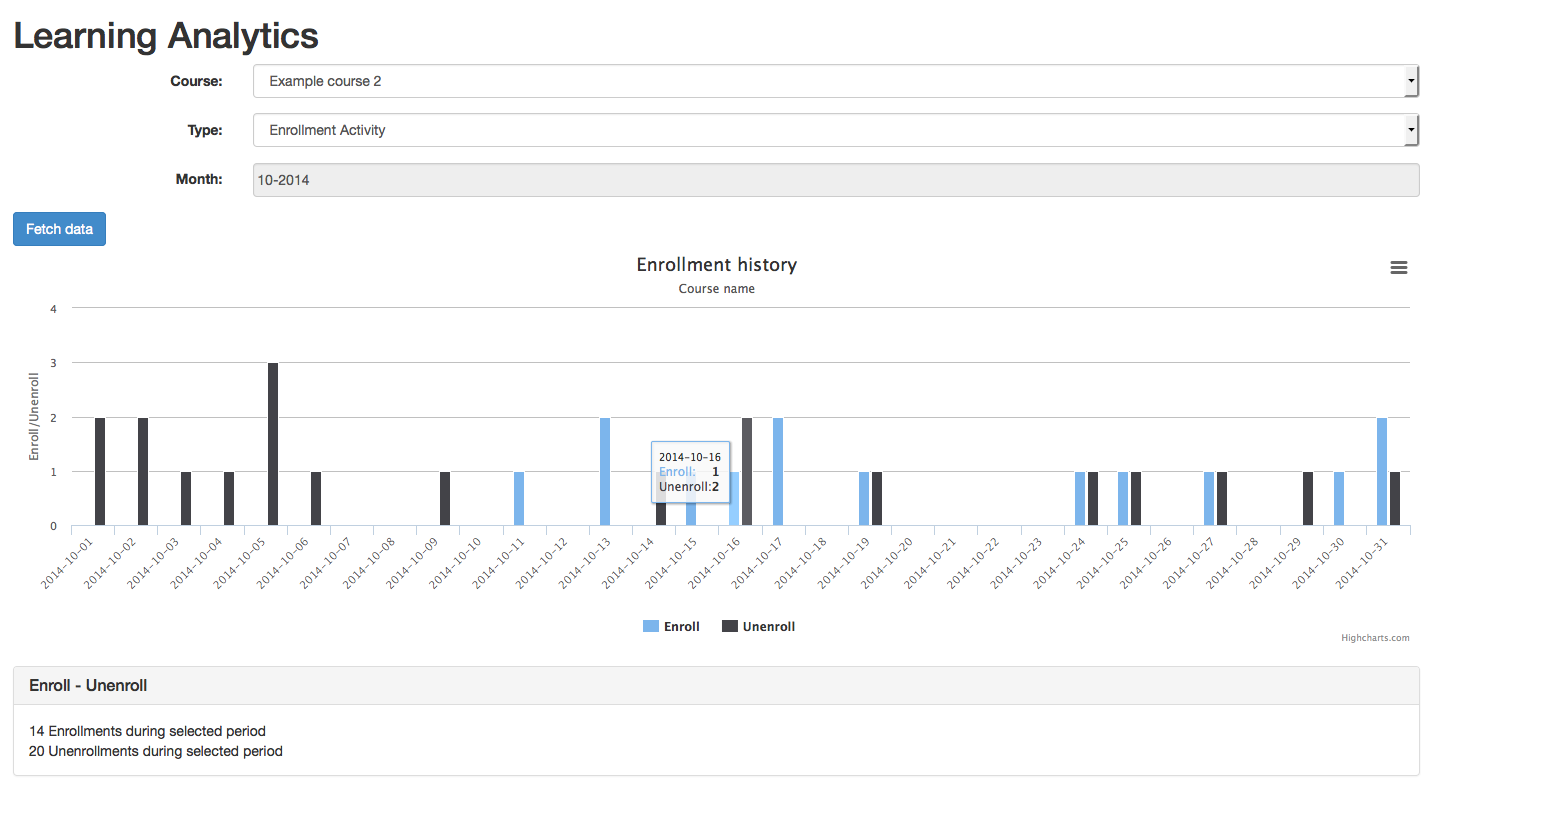 Learning Analytics
Course: Example course 2
Type: Enrollment Activity
Month: 10-2014
Fetch data
Enrollment history
Course name
Enroll/Unenroll
4
3
2
1
0
2014-10-16
Enroll: 1
Unenroll:2
2014-10-01 2014-10-02 2014-10-03 2014-10-04 2014-10-05 2014-10-06 2014-10-07 2014-10-08 2014-10-09 2014-10-10 2014-10-11 2014-10-12 2014-10-13 2014-10-14 2014-10-15 2014-10-16 2014-10-17 2014-10-18 2014-10-19 2014-10-20 2014-10-21 2014-10-22 2014-10-23 2014-10-24 2014-10-25 2014-10-26 2014-10-27 2014-10-28 2014-10-29 2014-10-30 2014-10-31
Enroll Unenroll
Highcharts.com
Enroll - Unenroll
14 Enrollments during selected period
20 Unenrollments during selected period